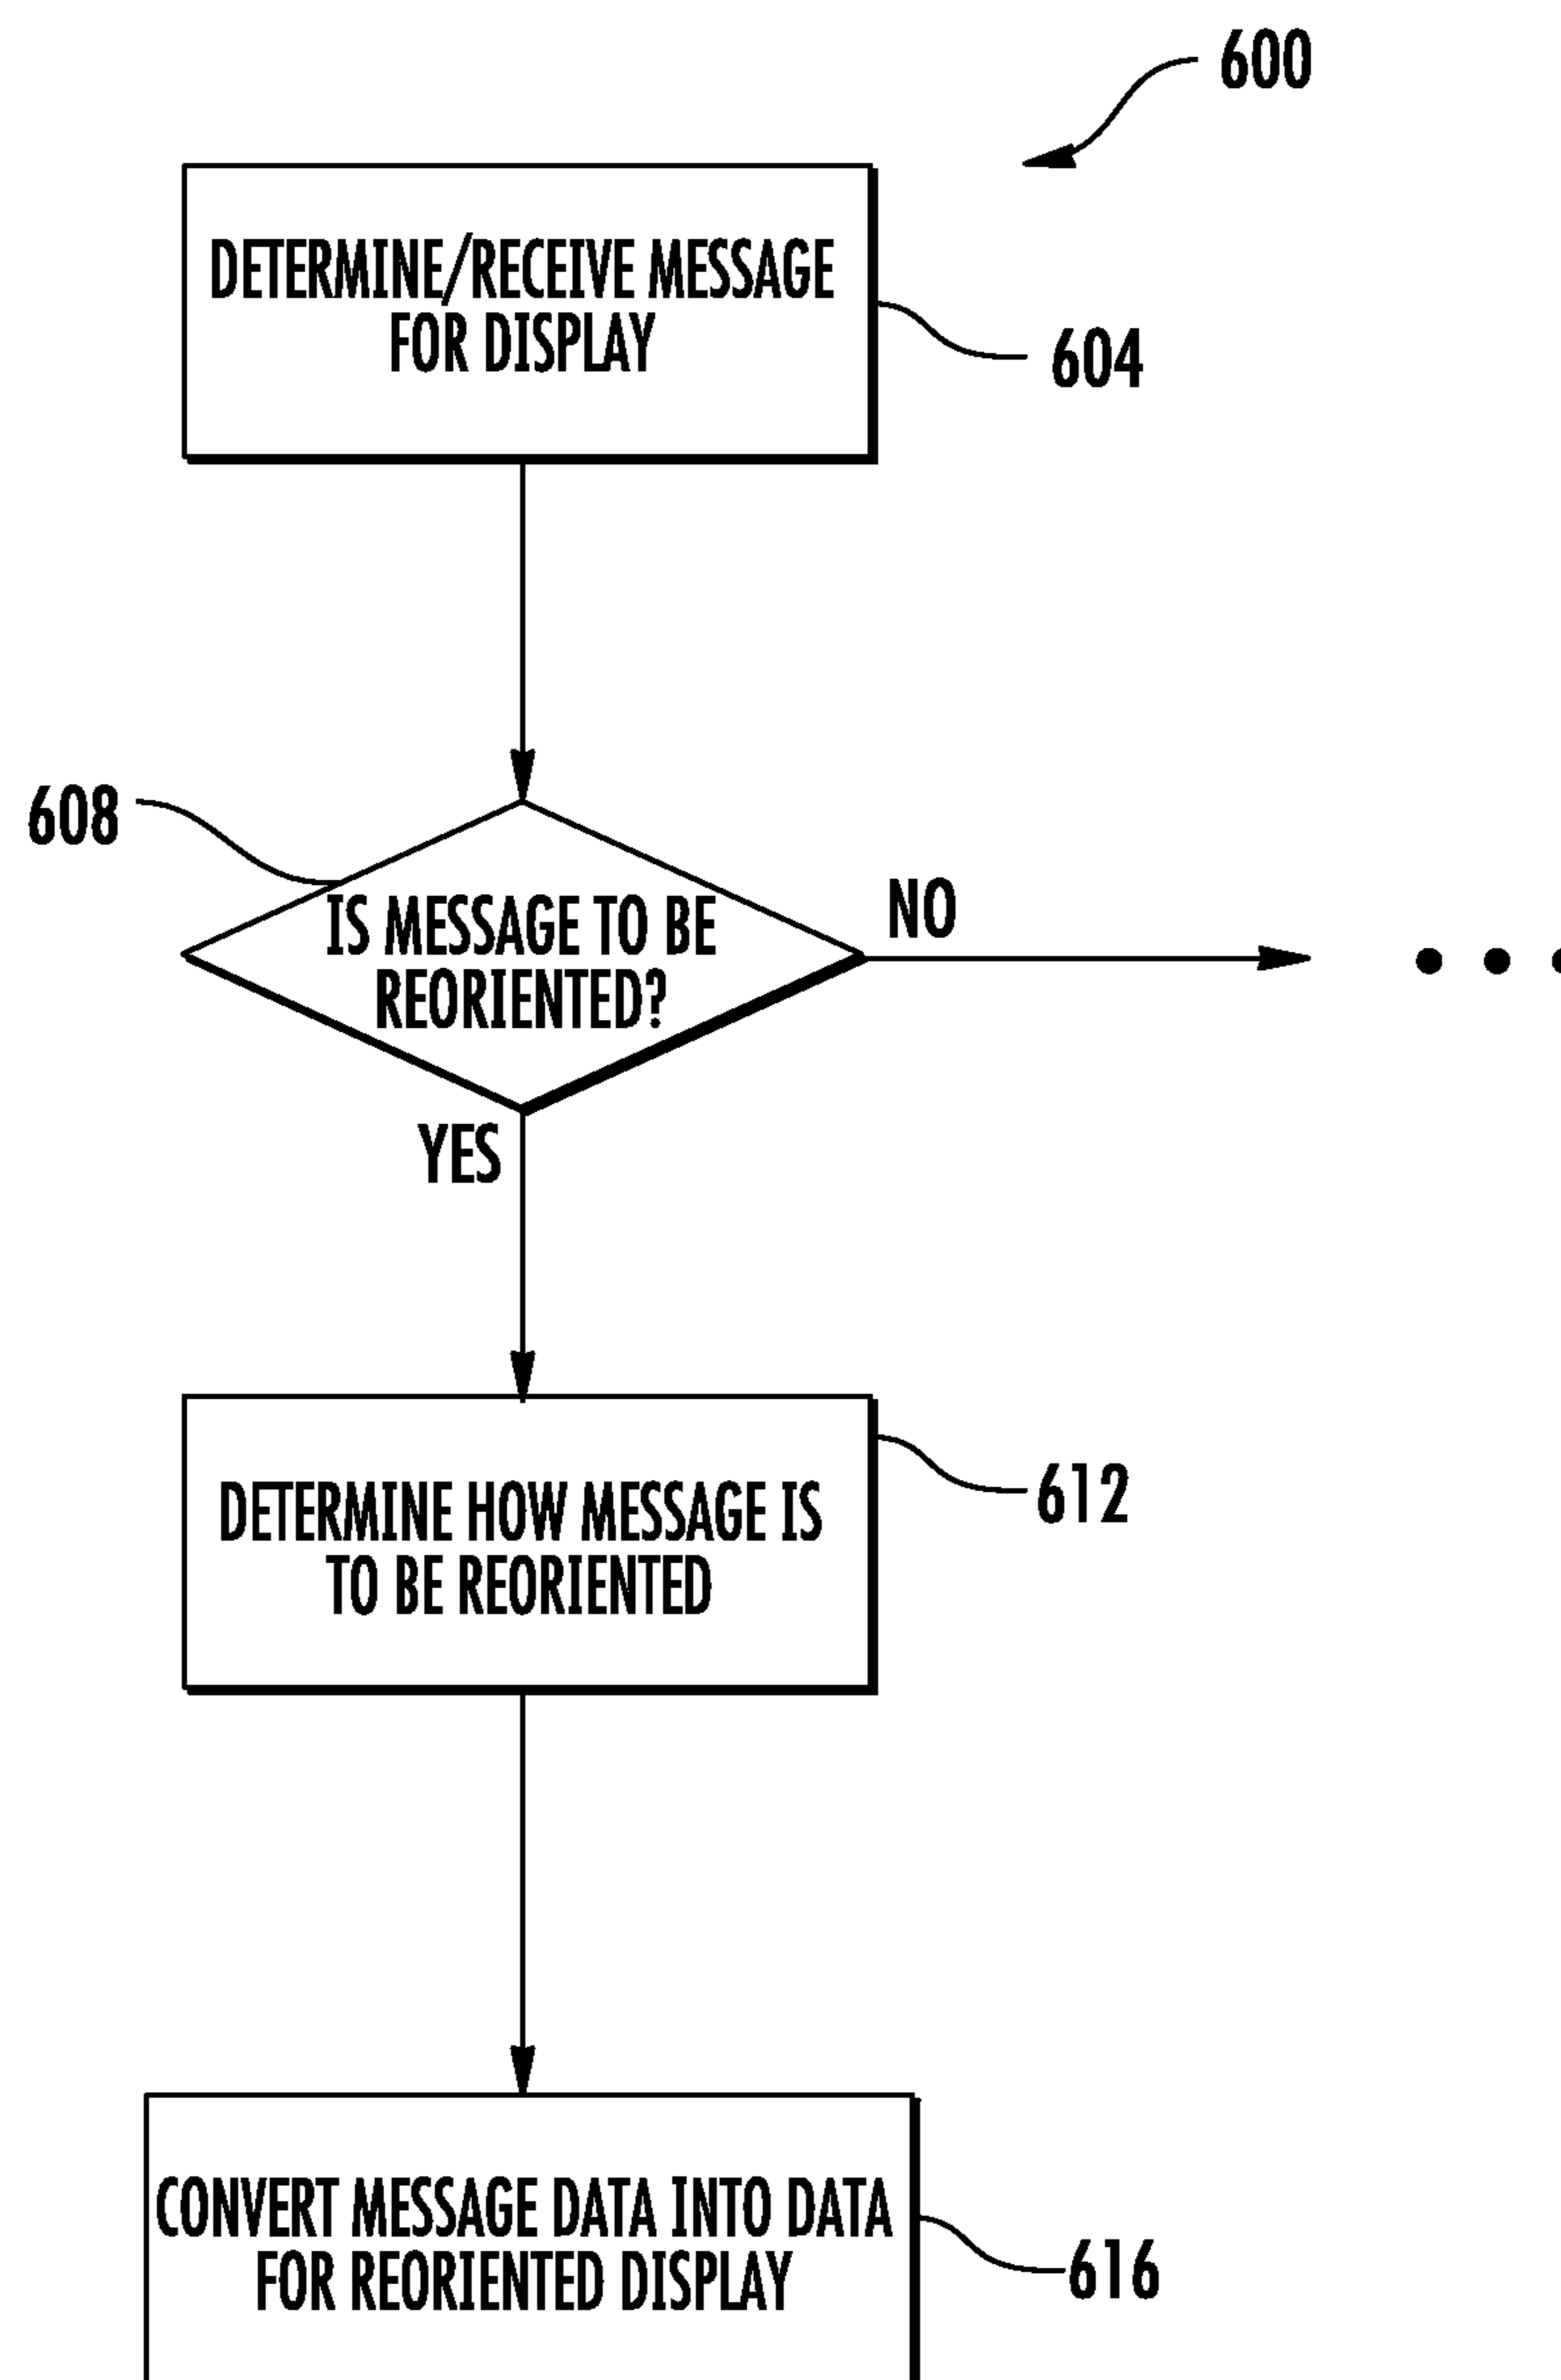 600
DETERMINE/RECEIVE MESSAGE
FOR DISPLAY
604
608
IS MESSAGE TO BE
REORIENTED?
NO
YES
DETERMINE HOW MESSAGE IS
TO BE REORIENTED
612
CONVERT MESSAGE DATA INTO DATA
FOR REORIENTED DISPLAY
616